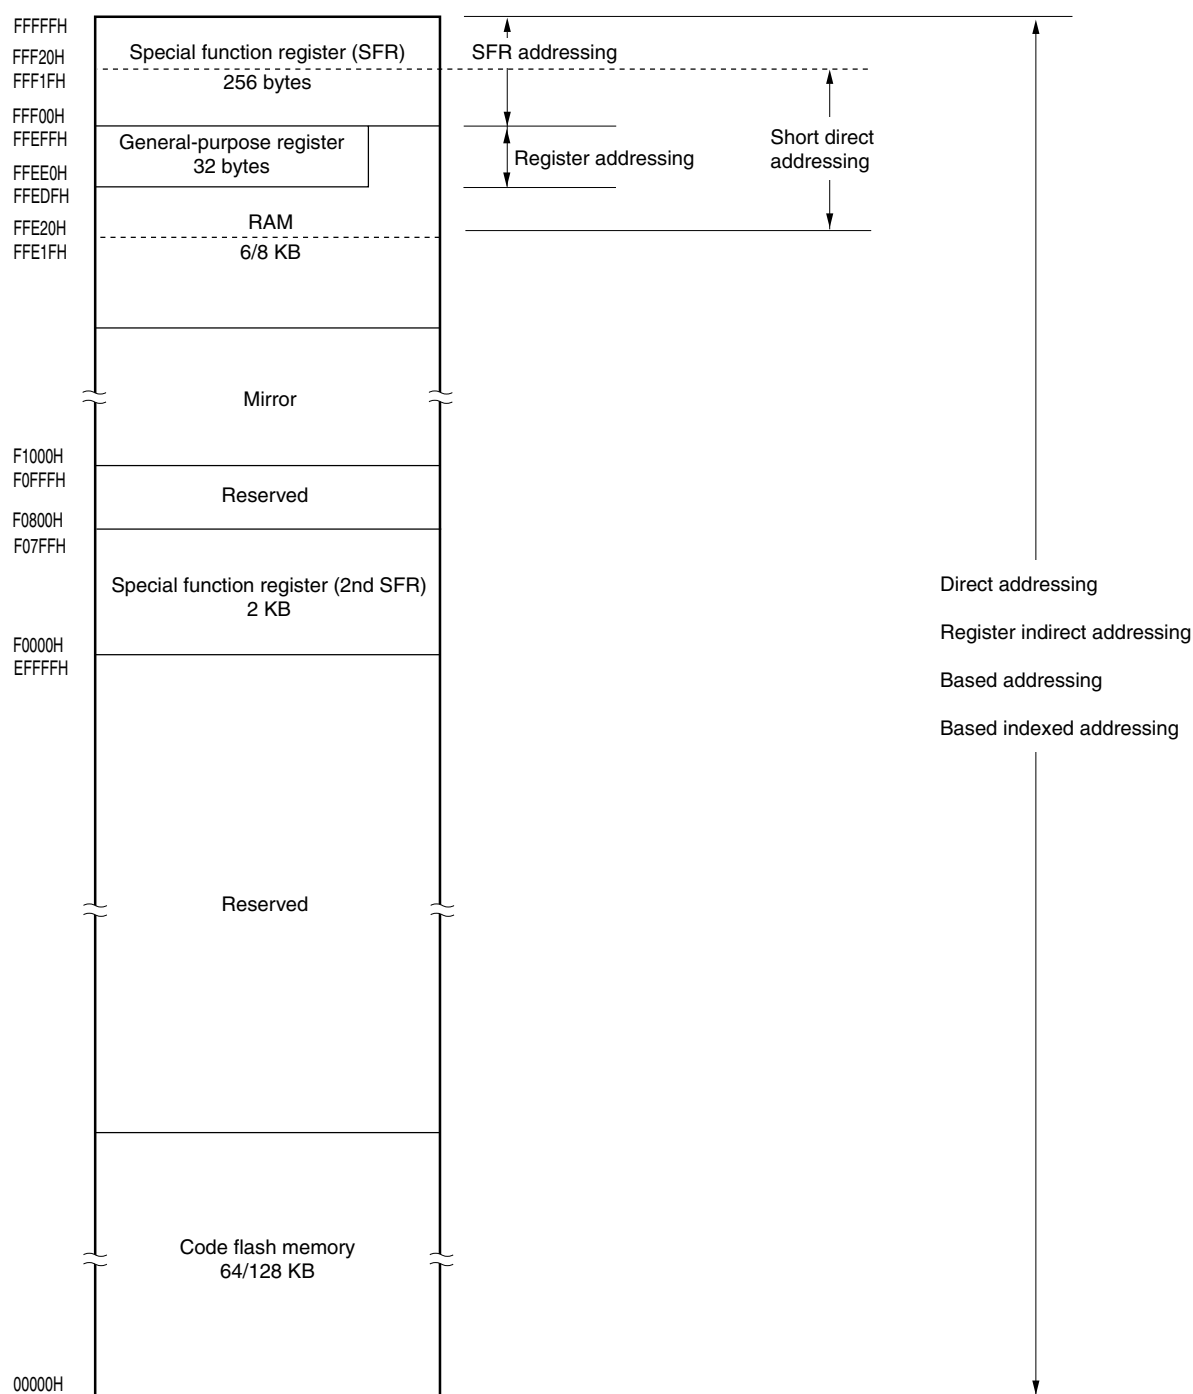 FFFFFH
Special function register (SFR)
SFR addressing
FFF20H
FFF1FH
256 bytes
FFF00H
FFEFFH
General-purpose register
32 bytes
Register addressing
Short direct
addressing
FFEE0H
FFEDFH
RAM
FFE20H
FFE1FH
6/8 KB
Mirror
F1000H
F0FFFH
Reserved
F0800H
F07FFH
Special function register (2nd SFR)
2 KB
Direct addressing
Register indirect addressing
F0000H
EFFFFH
Based addressing
Based indexed addressing
Reserved
Code flash memory
64/128 KB
00000H